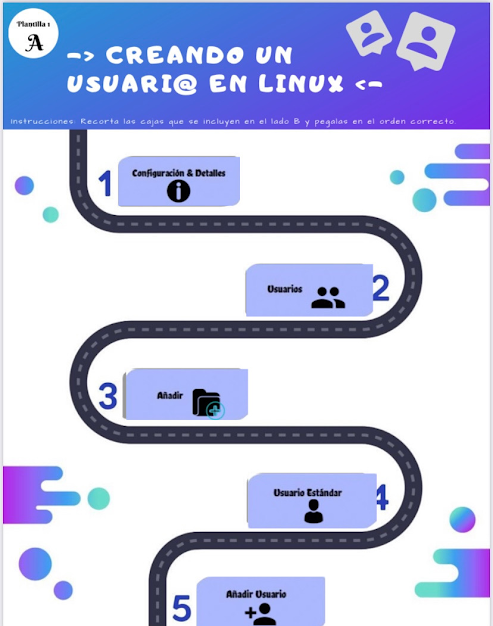 Plantilla 1
A
-> CREANDO UN
USUARI@ EN LINUX <-
Instrucciones: Recorta las cajas que se incluyen en el lado B y pegalas en el orden correcto.
1
Configuración & Detalles
Usuarios
2
3
Añadir
Usuario Estándar
4
5
Añadir Usuario